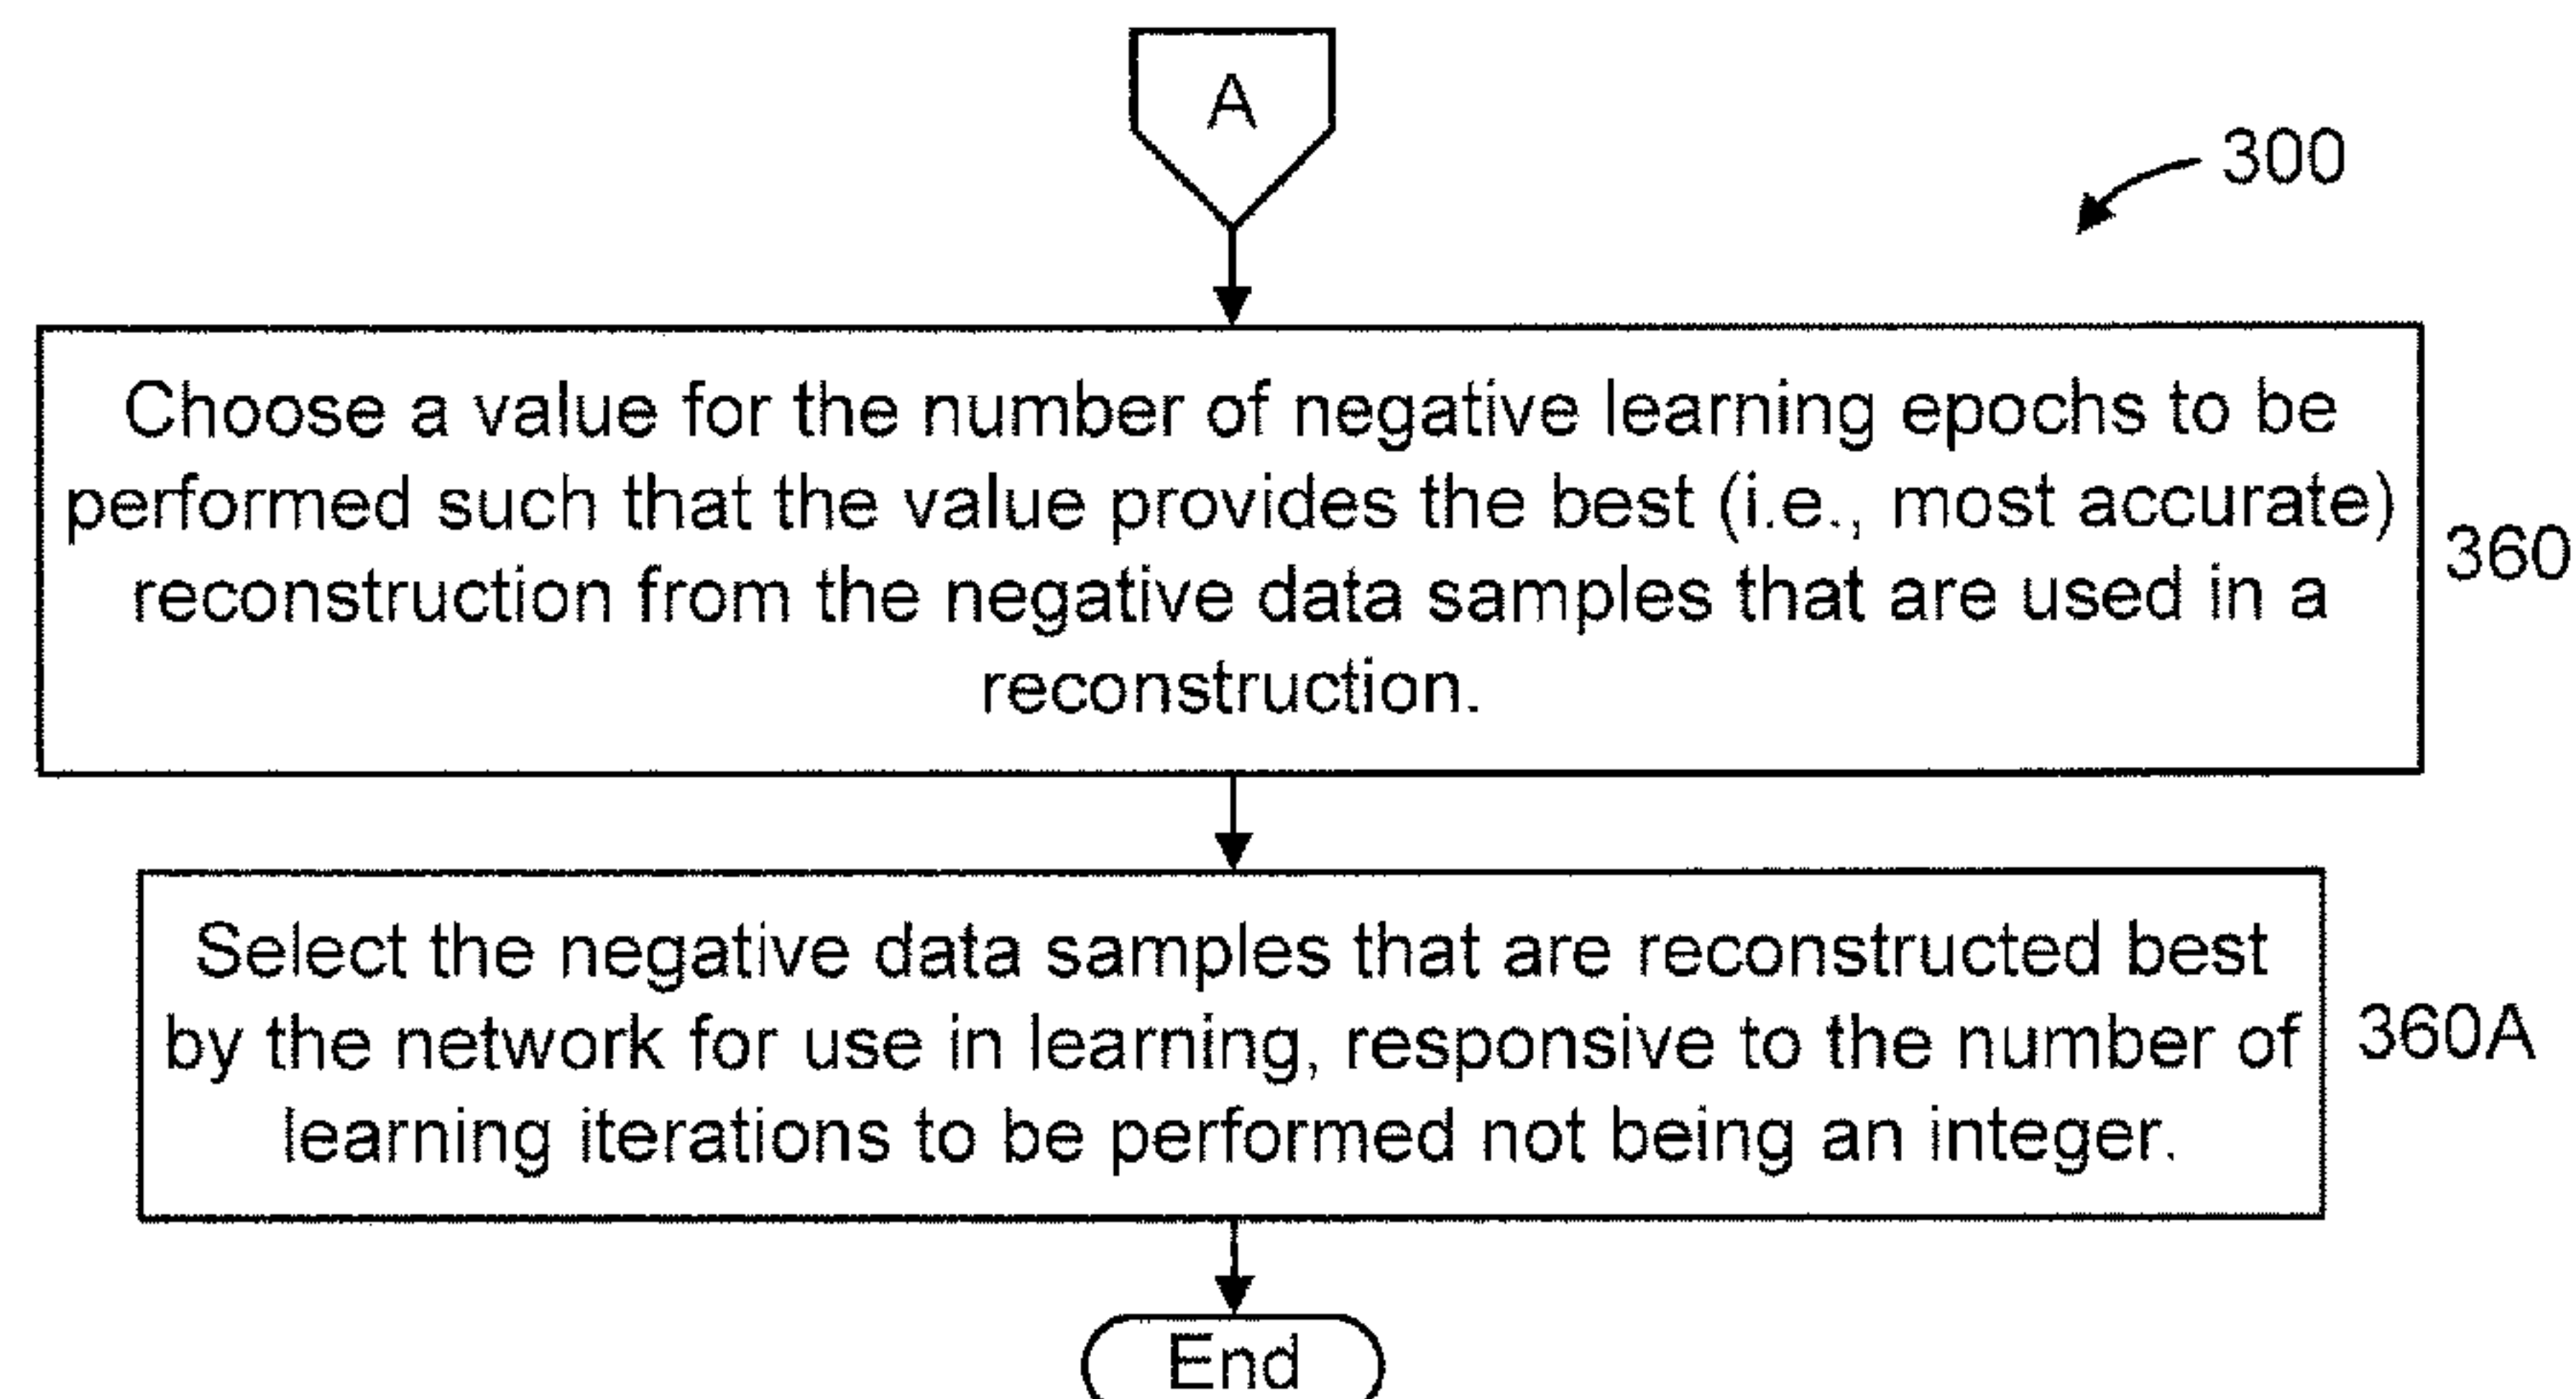 A
300
Choose a value for the number of negative learning epochs to be
performed such that the value provides the best (i.e., most accurate)
reconstruction from the negative data samples that are used in a
reconstruction.
360
Select the negative data samples that are reconstructed best
by the network for use in learning, responsive to the number of
learning iterations to be performed not being an integer.
360A
End